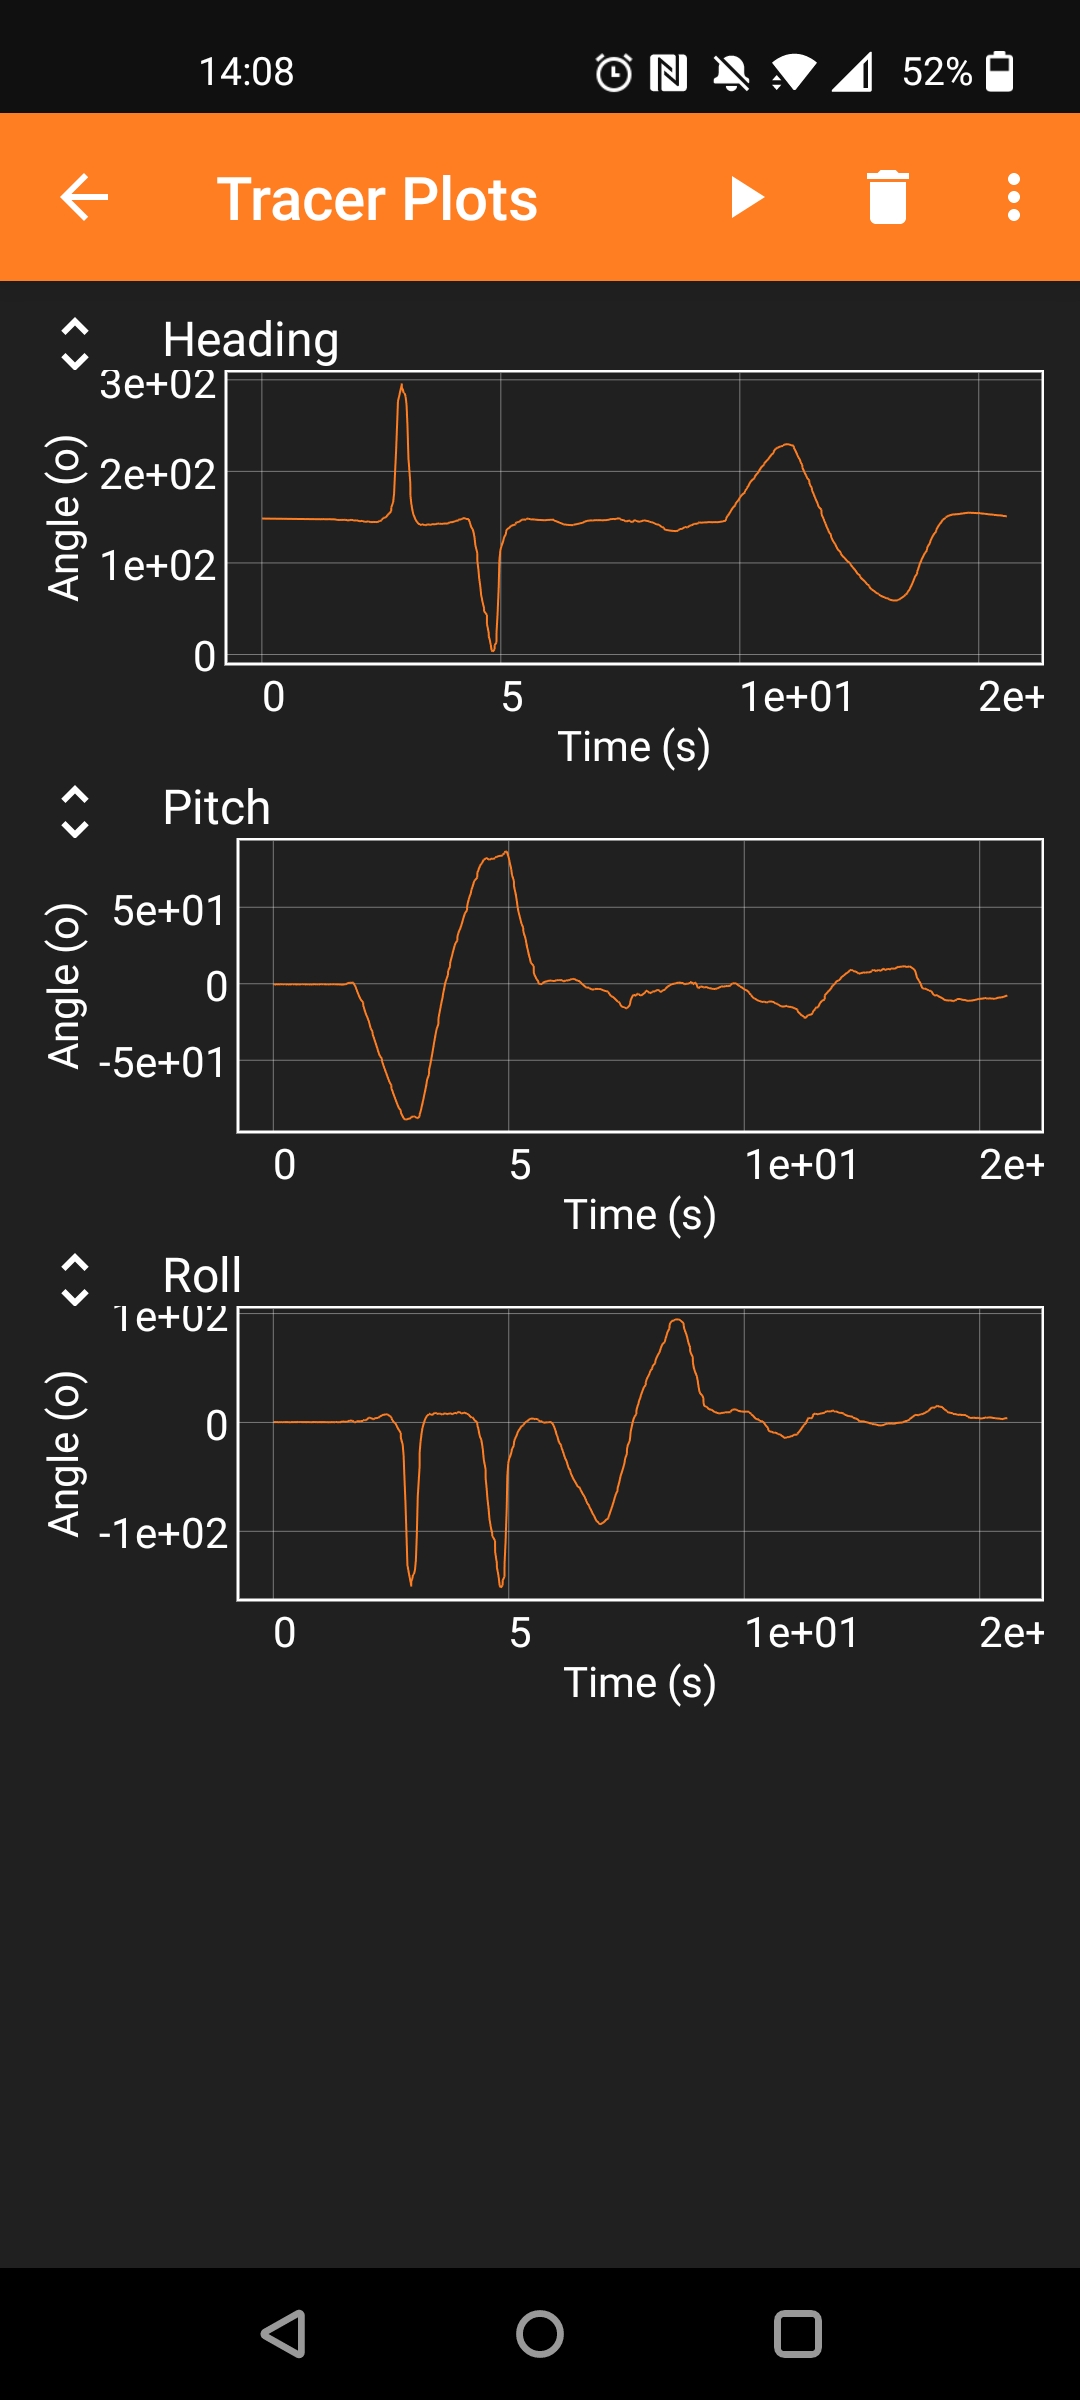 14:08 52%
Tracer Plots
Heading
3e+02
2e+02
1e+02
0
Angle (o)
0 5 1e+01 2e+
Time (s)
Pitch
5e+01
0
-5e+01
Angle (o)
0 5 1e+01 2e+
Time (s)
Roll
1e+02
0
-1e+02
Angle (o)
0 5 1e+01 2e+
Time (s)